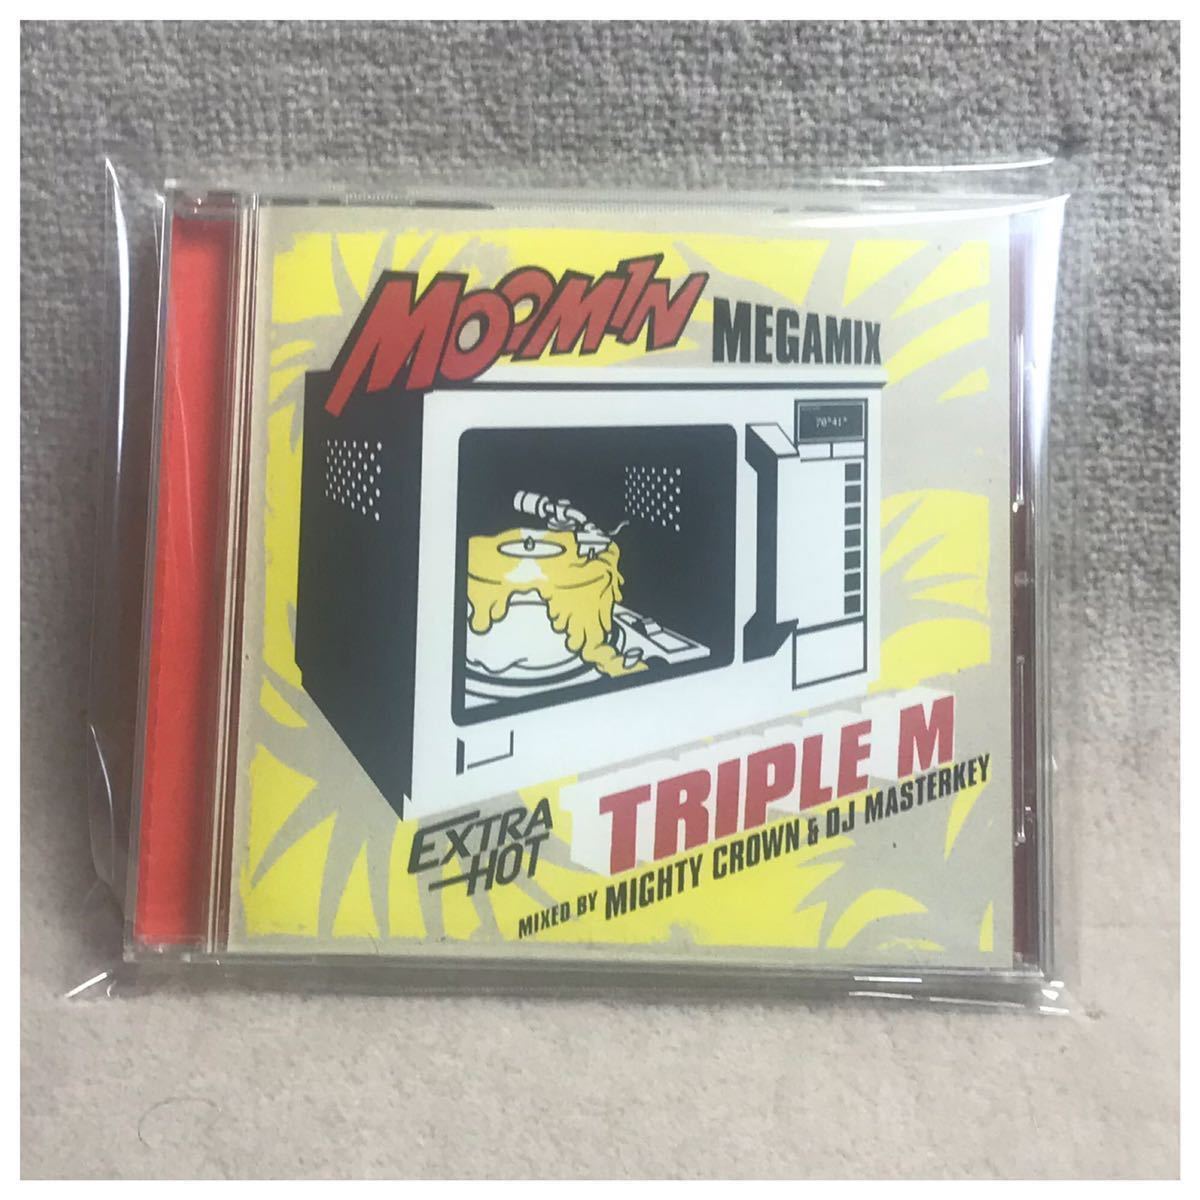 MOOMIN MEGAMIX
70°41"
EXTRA HOT
TRIPLE M
MIXED BY MIGHTY CROWN & DJ MASTERKEY